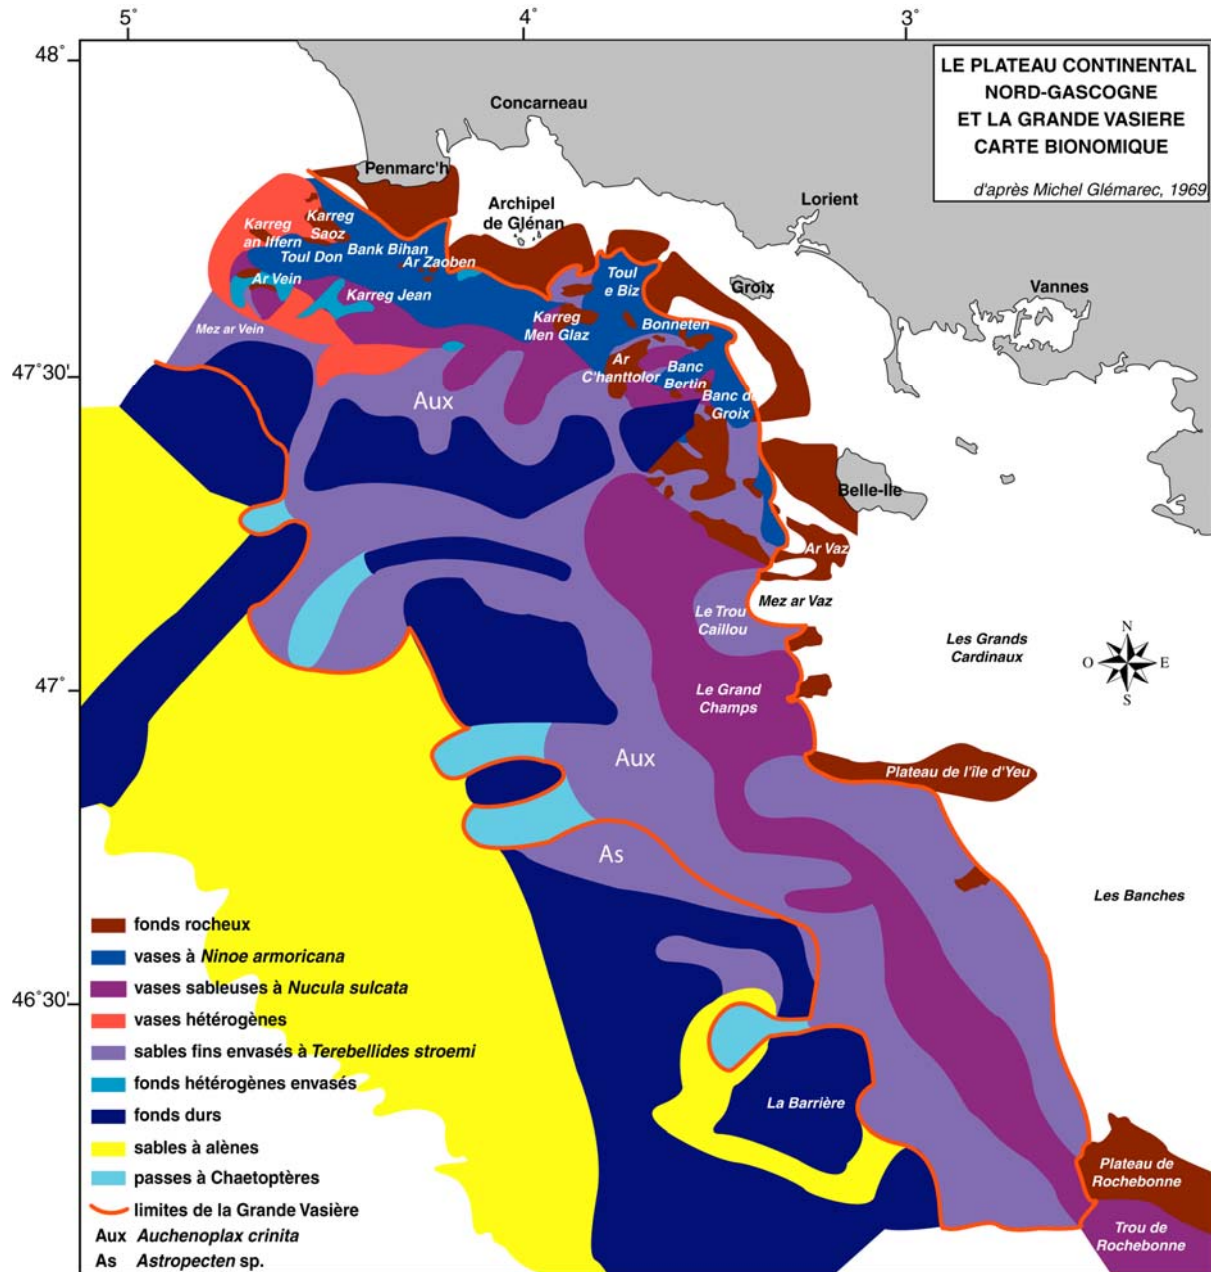 5°
4°
3°
48°
LE PLATEAU CONTINENTAL
NORD-GASCOGNE
ET LA GRANDE VASIERE
CARTE BIONOMIQUE
d'après Michel Glémarec, 1969
Concarneau
Penmarc'h
Archipel
de Glénan
Lorient
Karreg
an Iffern
Karreg
Saoz
Toul Don
Bank Bihan
Ar Zaoben
Ar Vein
Karreg Jean
Toul
e Biz
Groix
Vannes
Mez ar Vein
Karreg
Men Glaz
Bonneten
Ar
C'hanttolor
Banc
Bertin
Banc de
Groix
47°30'
Aux
Belle-Ile
Ar Vaz
Mez ar Vaz
Le Trou
Caillou
Les Grands
Cardinaux
N
O
E
S
47°
Le Grand
Champs
Aux
Plateau de l'île d'Yeu
As
Les Banches
46°30'
La Barrière
Plateau de
Rochebonne
Trou de
Rochebonne
fonds rocheux
vases à Ninoe armoricana
vases sableuses à Nucula sulcata
vases hétérogènes
sables fins envasés à Terebellides stroemi
fonds hétérogènes envasés
fonds durs
sables à alènes
passes à Chaetoptères
limites de la Grande Vasière
Aux Auchenoplax crinita
As Astropecten sp.